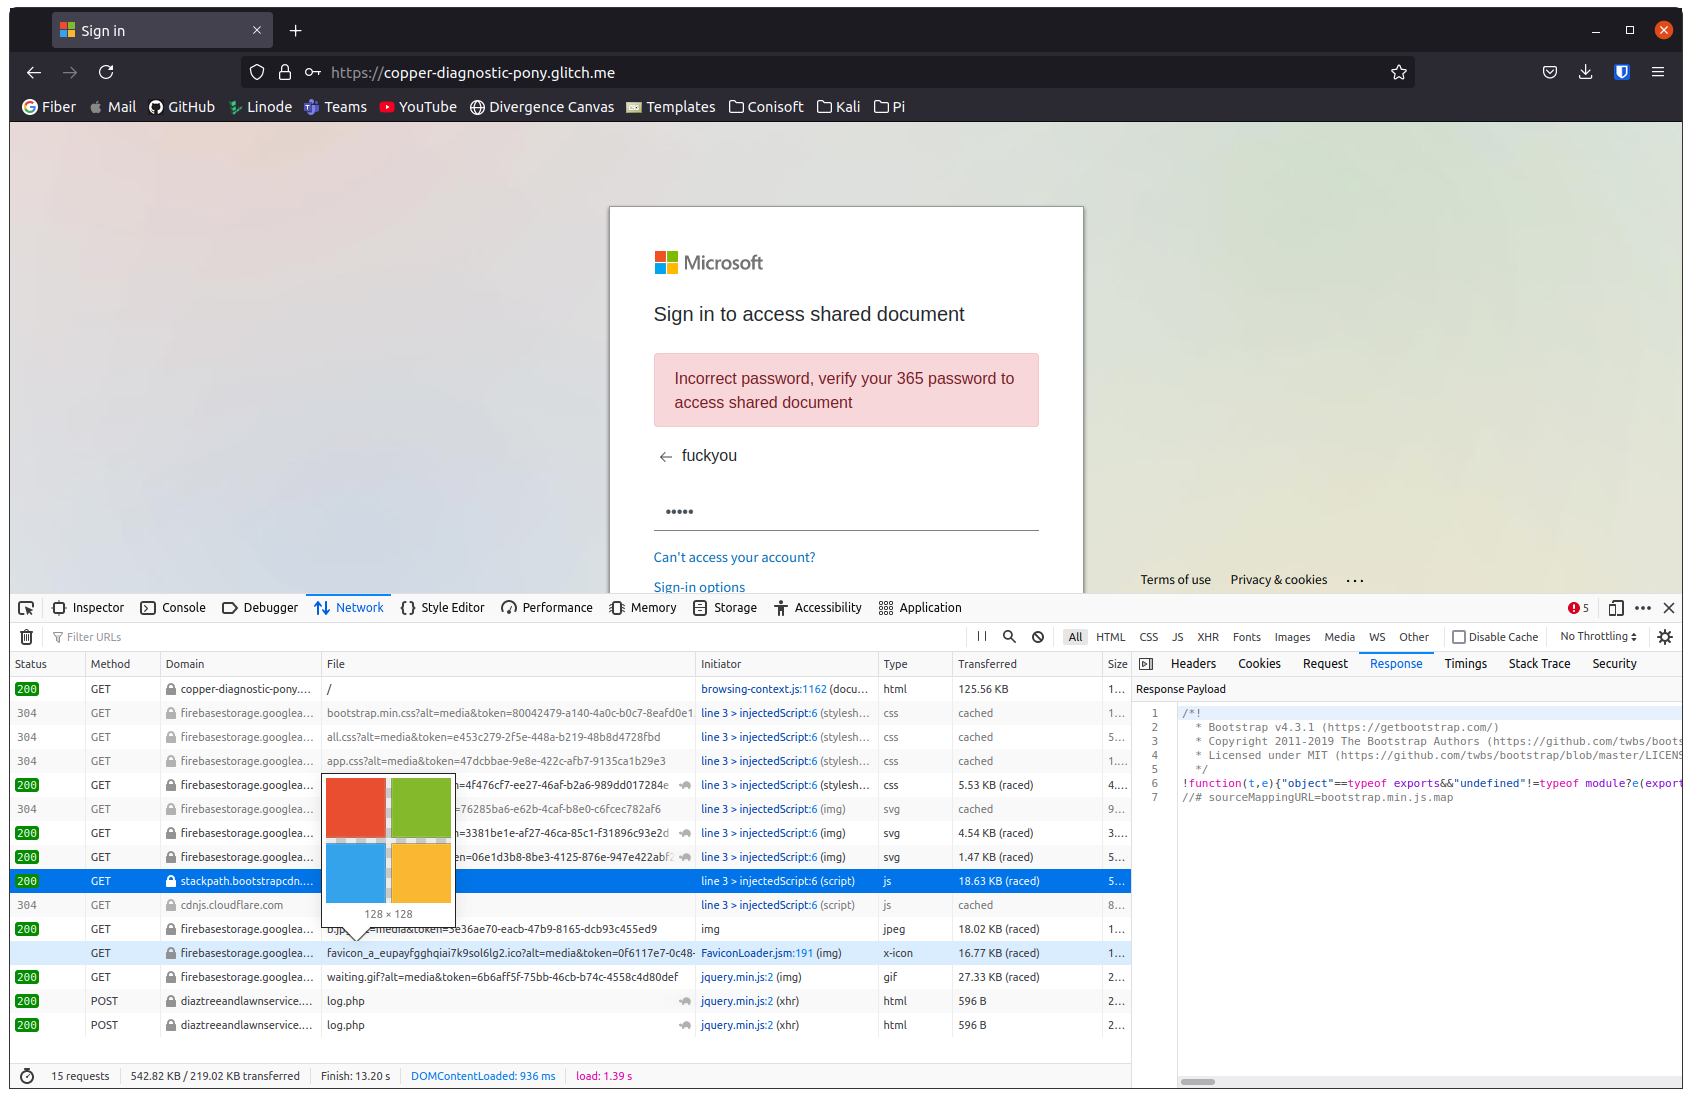 Sign in
https://copper-diagnostic-pony.glitch.me
Fiber Mail GitHub Linode Teams YouTube Divergence Canvas Templates Conisoft Kali Pi
Microsoft
Sign in to access shared document
Incorrect password, verify your 365 password to
access shared document
fuckyou
•••••
Can't access your account?
Sign-in options
Terms of use Privacy & cookies ...
Inspector Console Debugger Network Style Editor Performance Memory Storage Accessibility Application 5
Filter URLs All HTML CSS JS XHR Fonts Images Media WS Other Disable Cache No Throttling
Status Method Domain File Initiator Type Transferred Size Headers Cookies Request Response Timings Stack Trace Security
200 GET copper-diagnostic-pony.... / browsing-context.js:1162 (docu... html 125.56 KB 1...
304 GET firebasestorage.googlea... bootstrap.min.css?alt=media&token=80042479-a140-4a0c-b0c7-8eafd0e1 line 3 > injectedScript:6 (stylesh... css cached 1...
304 GET firebasestorage.googlea... all.css?alt=media&token=e453c279-2f5e-448a-b219-48b8d4728fbd line 3 > injectedScript:6 (stylesh... css cached 5...
304 GET firebasestorage.googlea... app.css?alt=media&token=47dcbbae-9e8e-422c-afb7-9135ca1b29e3 line 3 > injectedScript:6 (stylesh... css cached 1....
200 GET firebasestorage.googlea... n=4f476cf7-ee27-46af-b2a6-989dd017284e line 3 > injectedScript:6 (stylesh... css 5.53 KB (raced) 4....
304 GET firebasestorage.googlea... =76285ba6-e62b-4caf-b8e0-c6fcec782af6 line 3 > injectedScript:6 (img) svg cached 9...
200 GET firebasestorage.googlea... n=3381be1e-af27-46ca-85c1-f31896c93e2d line 3 > injectedScript:6 (img) svg 4.54 KB (raced) 3....
200 GET firebasestorage.googlea... n=06e1d3b8-8be3-4125-876e-947e422abf2 line 3 > injectedScript:6 (img) svg 1.47 KB (raced) 5...
200 GET stackpath.bootstrapcdn.... line 3 > injectedScript:6 (script) js 18.63 KB (raced) 5...
304 GET cdnjs.cloudflare.com line 3 > injectedScript:6 (script) js cached 8...
128 × 128
200 GET firebasestorage.googlea... =media&token=3e36ae70-eacb-47b9-8165-dcb93c455ed9 img jpeg 18.02 KB (raced) 1...
GET firebasestorage.googlea... favicon_a_eupayfgghqiai7k9sol6lg2.ico?alt=media&token=0f6117e7-0c48- FaviconLoader.jsm:191 (img) x-icon 16.77 KB (raced) 1...
200 GET firebasestorage.googlea... waiting.gif?alt=media&token=6b6aff5f-75bb-46cb-b74c-4558c4d80def jquery.min.js:2 (img) gif 27.33 KB (raced) 2...
200 POST diaztreeandlawnservice.... log.php jquery.min.js:2 (xhr) html 596 B 2...
200 POST diaztreeandlawnservice.... log.php jquery.min.js:2 (xhr) html 596 B 2...
15 requests 542.82 KB / 219.02 KB transferred Finish: 13.20 s DOMContentLoaded: 936 ms load: 1.39 s
Response Payload
1 /*!
2 * Bootstrap v4.3.1 (https://getbootstrap.com/)
3 * Copyright 2011-2019 The Bootstrap Authors (https://github.com/twbs/boots
4 * Licensed under MIT (https://github.com/twbs/bootstrap/blob/master/LICENS
5 */
6 !function(t,e){"object"==typeof exports&&"undefined"!=typeof module?e(export
7 //# sourceMappingURL=bootstrap.min.js.map